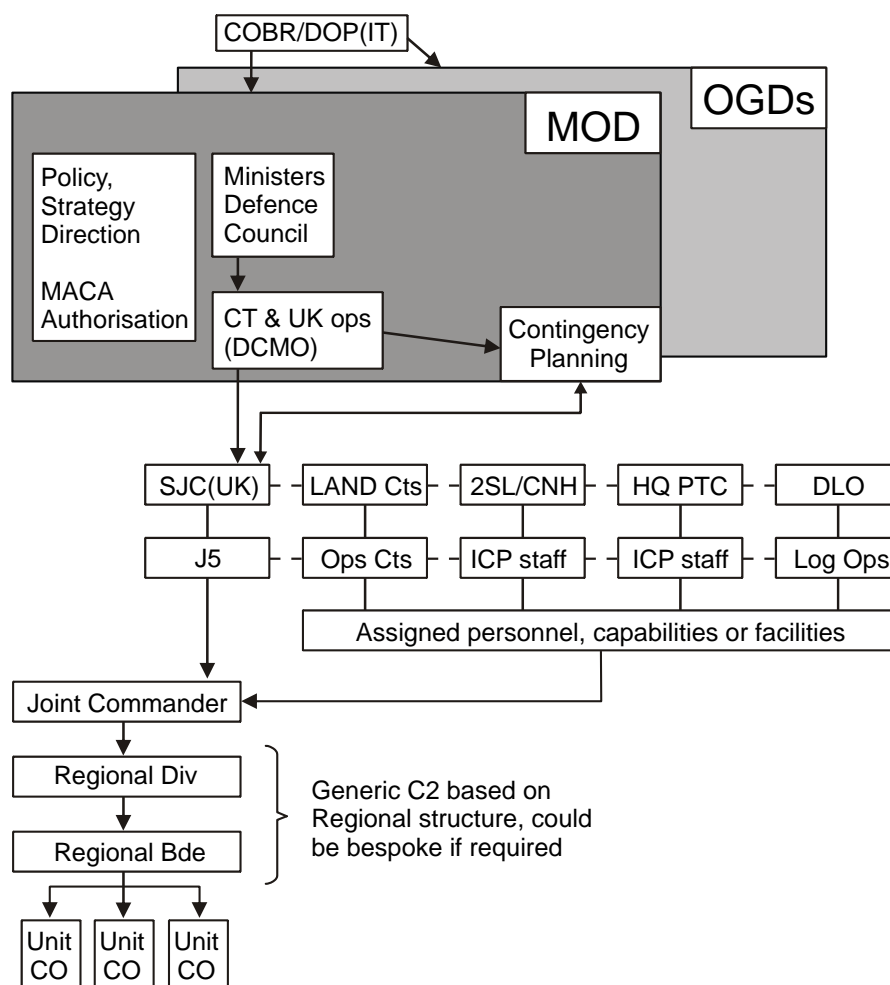 COBR/DOP(IT)
OGDs
MOD
Policy,
Strategy
Direction
MACA
Authorisation
Ministers
Defence
Council
CT & UK ops
(DCMO)
Contingency
Planning
SJC(UK)
LAND Cts
2SL/CNH
HQ PTC
DLO
J5
Ops Cts
ICP staff
ICP staff
Log Ops
Assigned personnel, capabilities or facilities
Joint Commander
Regional Div
Regional Bde
Generic C2 based on
Regional structure, could
be bespoke if required
Unit
CO
Unit
CO
Unit
CO